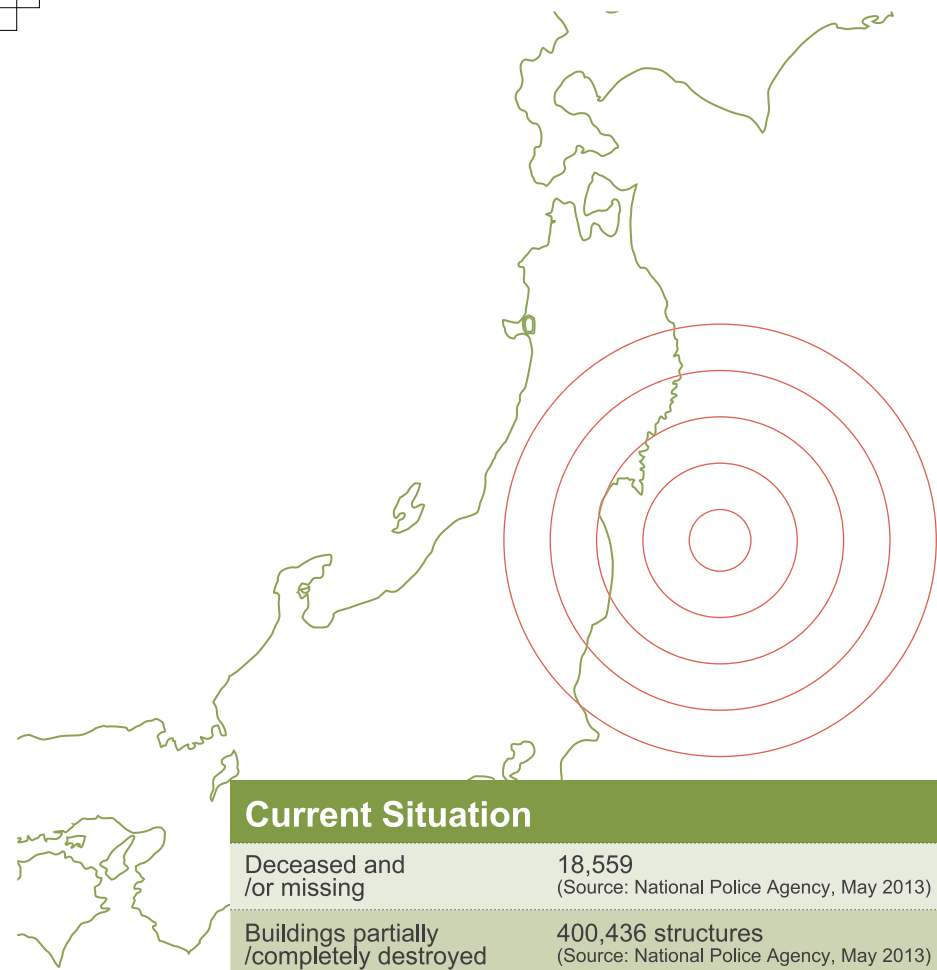 Current Situation
Deceased and
/or missing
18,559
(Source: National Police Agency, May 2013)
Buildings partially
/completely destroyed
400,436 structures
(Source: National Police Agency, May 2013)